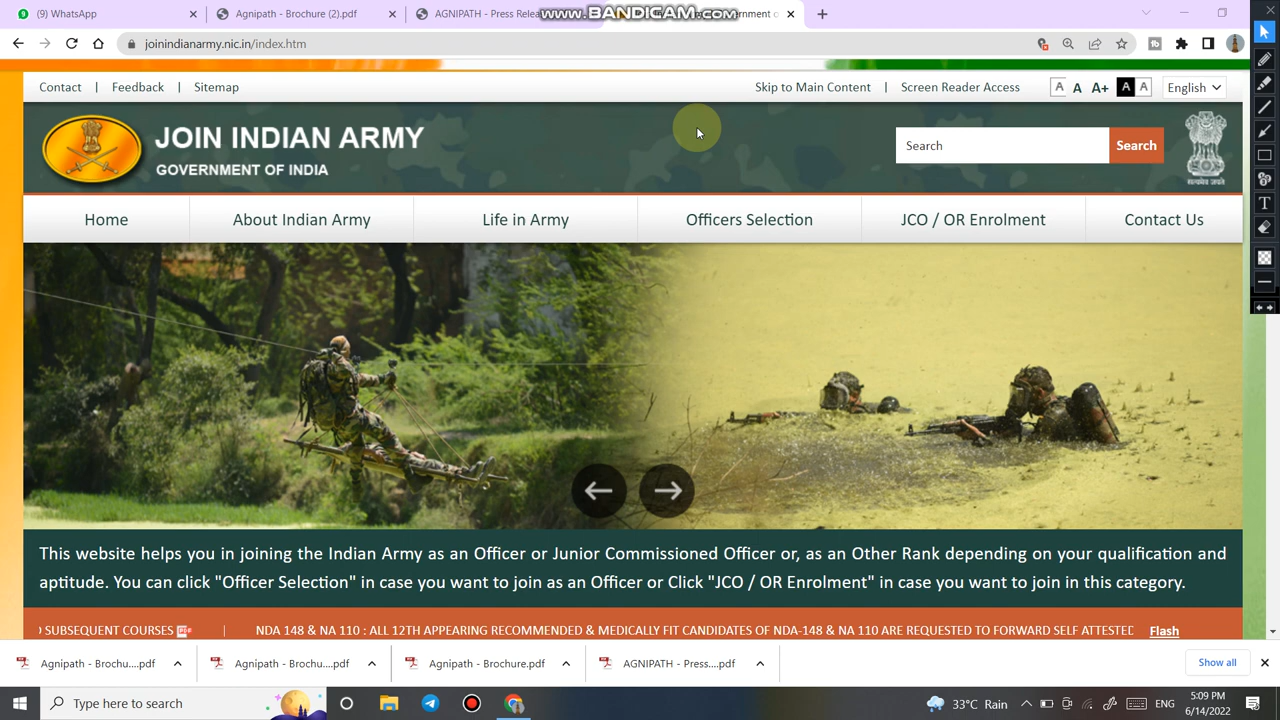 (9) WhatsApp
Agnipath - Brochure (2).pdf
AGNIPATH - Press Relea
www.BANDICAM.com
joinindianarmy.nic.in/index.htm
Contact | Feedback | Sitemap
Skip to Main Content | Screen Reader Access
A A A+ A A
English
JOIN INDIAN ARMY
GOVERNMENT OF INDIA
Search
Search
Home
About Indian Army
Life in Army
Officers Selection
JCO / OR Enrolment
Contact Us
This website helps you in joining the Indian Army as an Officer or Junior Commissioned Officer or, as an Other Rank depending on your qualification and
aptitude. You can click "Officer Selection" in case you want to join as an Officer or Click "JCO / OR Enrolment" in case you want to join in this category.
SUBSEQUENT COURSES | NDA 148 & NA 110 : ALL 12TH APPEARING RECOMMENDED & MEDICALLY FIT CANDIDATES OF NDA-148 & NA 110 ARE REQUESTED TO FORWARD SELF ATTESTED
Flash
Agnipath - Brochu....pdf
Agnipath - Brochu....pdf
Agnipath - Brochure.pdf
AGNIPATH - Press....pdf
Show all
Type here to search
33°C Rain
ENG
5:09 PM
6/14/2022